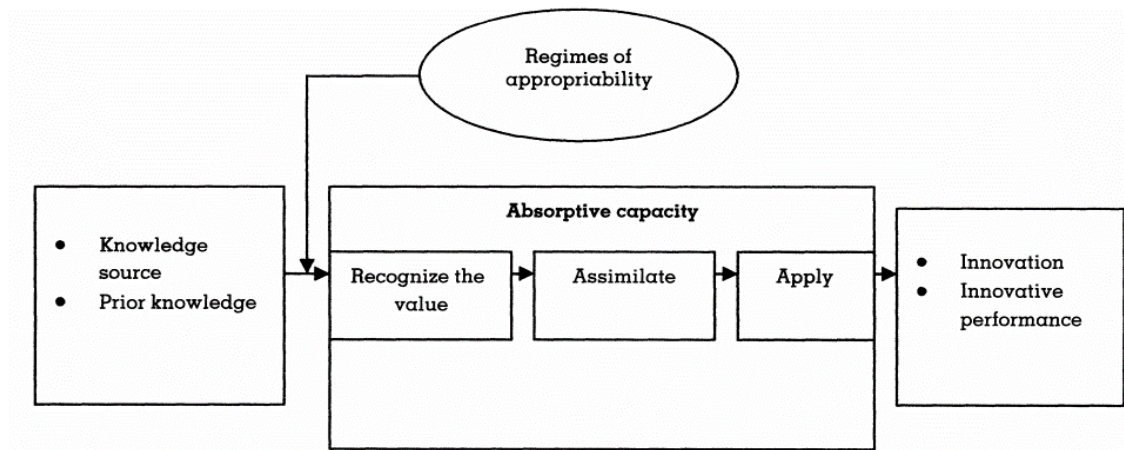 Regimes of
appropriability
Absorptive capacity
● Knowledge
source
● Prior knowledge
Recognize the
value
Assimilate
Apply
● Innovation
● Innovative
performance